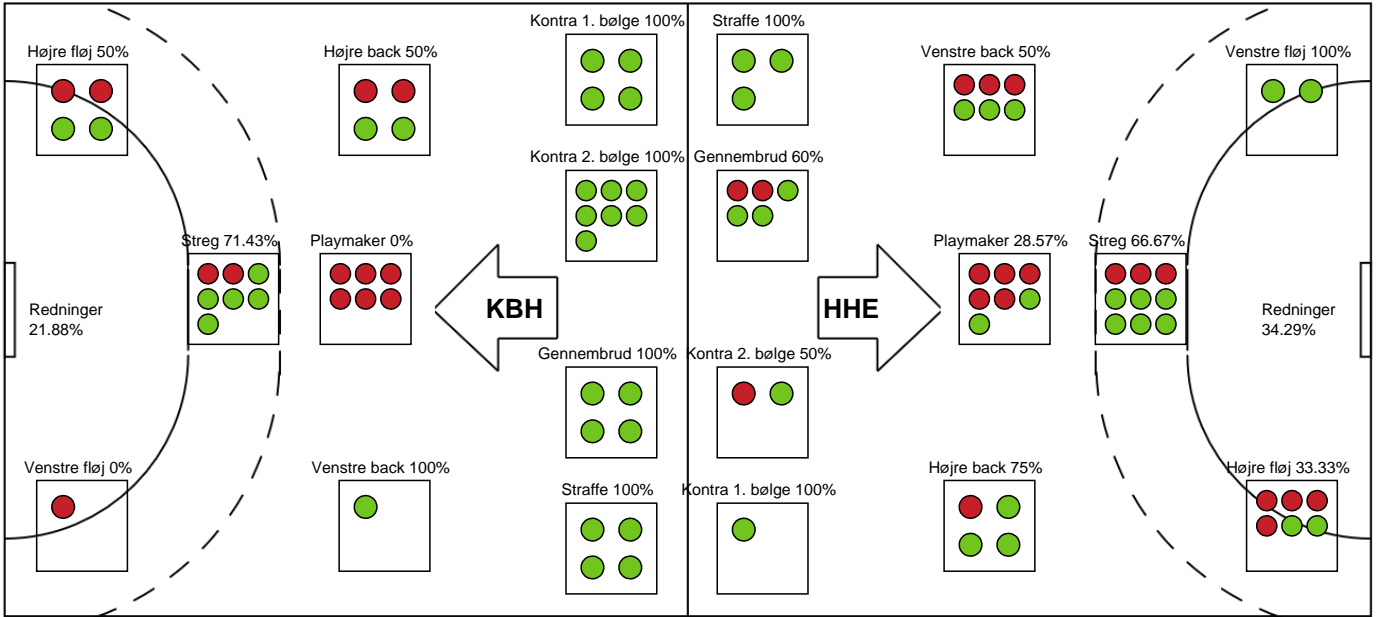 Kontra 1. bølge 100%
Straffe 100%
Højre fløj 50%
Højre back 50%
Venstre back 50%
Venstre fløj 100%
Kontra 2. bølge 100%
Gennembrud 60%
Streg 71.43%
Playmaker 0%
Playmaker 28.57%
Streg 66.67%
Redninger
21.88%
KBH
HHE
Redninger
34.29%
Gennembrud 100%
Kontra 2. bølge 50%
Venstre fløj 0%
Venstre back 100%
Straffe 100%
Kontra 1. bølge 100%
Højre back 75%
Højre fløj 33.33%